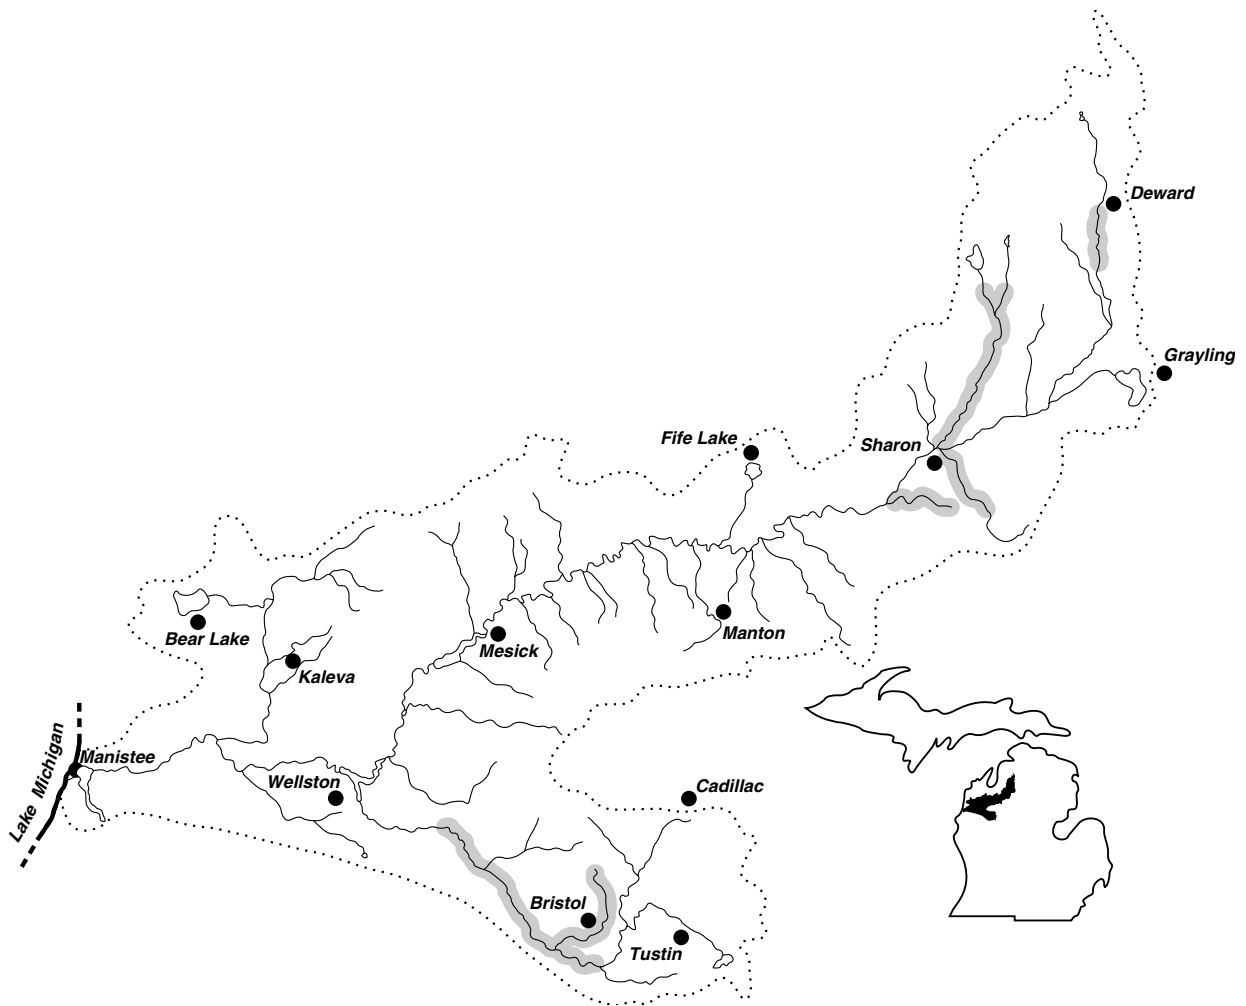 Deward
Grayling
Fife Lake
Sharon
Bear Lake
Kaleva
Mesick
Manton
Lake Michigan
Manistee
Wellston
Cadillac
Bristol
Tustin